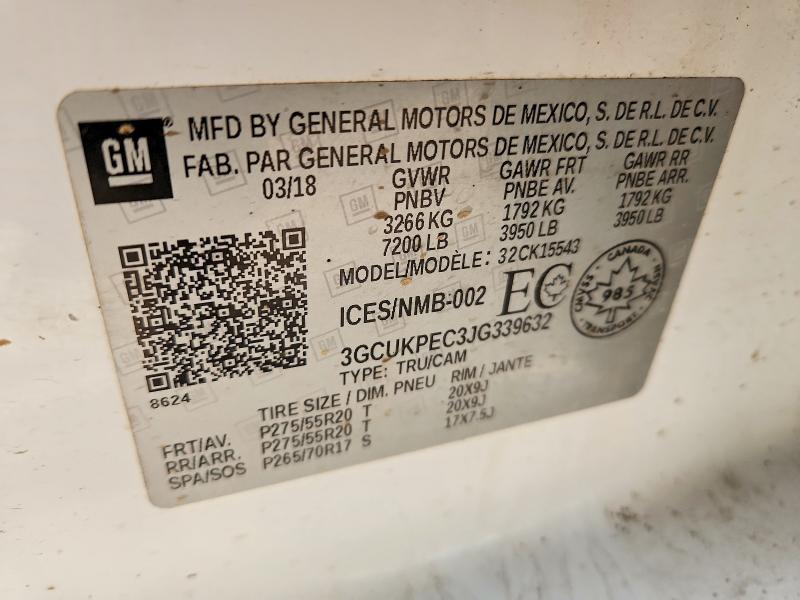 GM
MFD BY GENERAL MOTORS DE MEXICO, S. DE R.L. DE C.V.
FAB. PAR GENERAL MOTORS DE MEXICO, S. DE R.L. DE C.V.
03/18 GVWR GAWR FRT GAWR RR
PNBV PNBE AV. PNBE ARR.
3266 KG 1792 KG 1792 KG
7200 LB 3950 LB 3950 LB
MODEL/MODÈLE: 32CK15543
ICES/NMB-002 EC
CANADA
985
TRANSPORT
3GCUKPEC3JG339632
TYPE: TRU/CAM
8624
TIRE SIZE / DIM. PNEU RIM / JANTE
FRT/AV. P275/55R20 T 20X9J
RR/ARR. P275/55R20 T 20X9J
SPA/SOS P265/70R17 S 17X7.5J